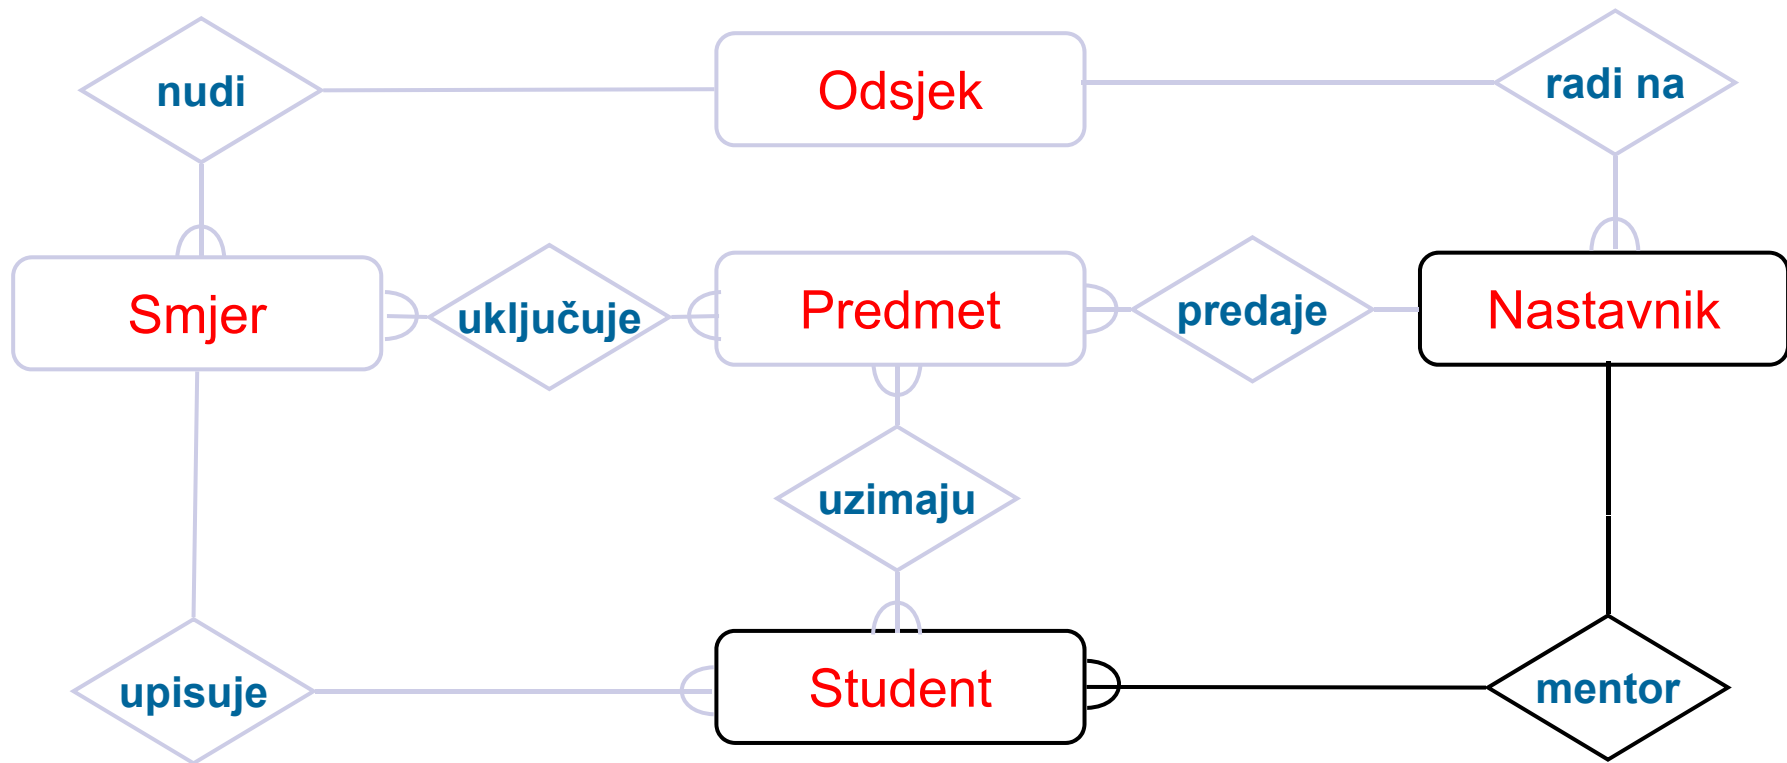 nudi
Odsjek
radi na
Smjer
uključuje
Predmet
predaje
Nastavnik
uzimaju
upisuje
Student
mentor